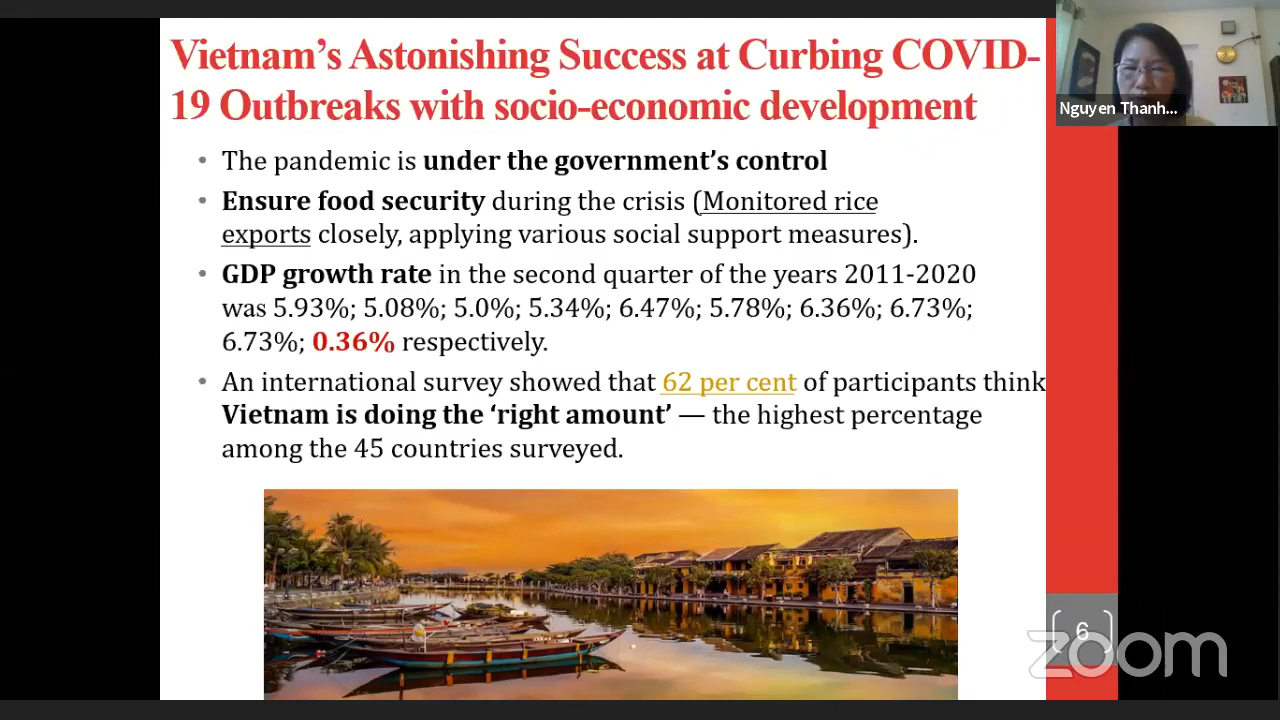 Vietnam's Astonishing Success at Curbing COVID-
19 Outbreaks with socio-economic development
• The pandemic is under the government's control
• Ensure food security during the crisis (Monitored rice
exports closely, applying various social support measures).
• GDP growth rate in the second quarter of the years 2011-2020
was 5.93%; 5.08%; 5.0%; 5.34%; 6.47%; 5.78%; 6.36%; 6.73%;
6.73%; 0.36% respectively.
• An international survey showed that 62 per cent of participants think
Vietnam is doing the ‘right amount’ — the highest percentage
among the 45 countries surveyed.
Nguyen Thanh...
6
zoom